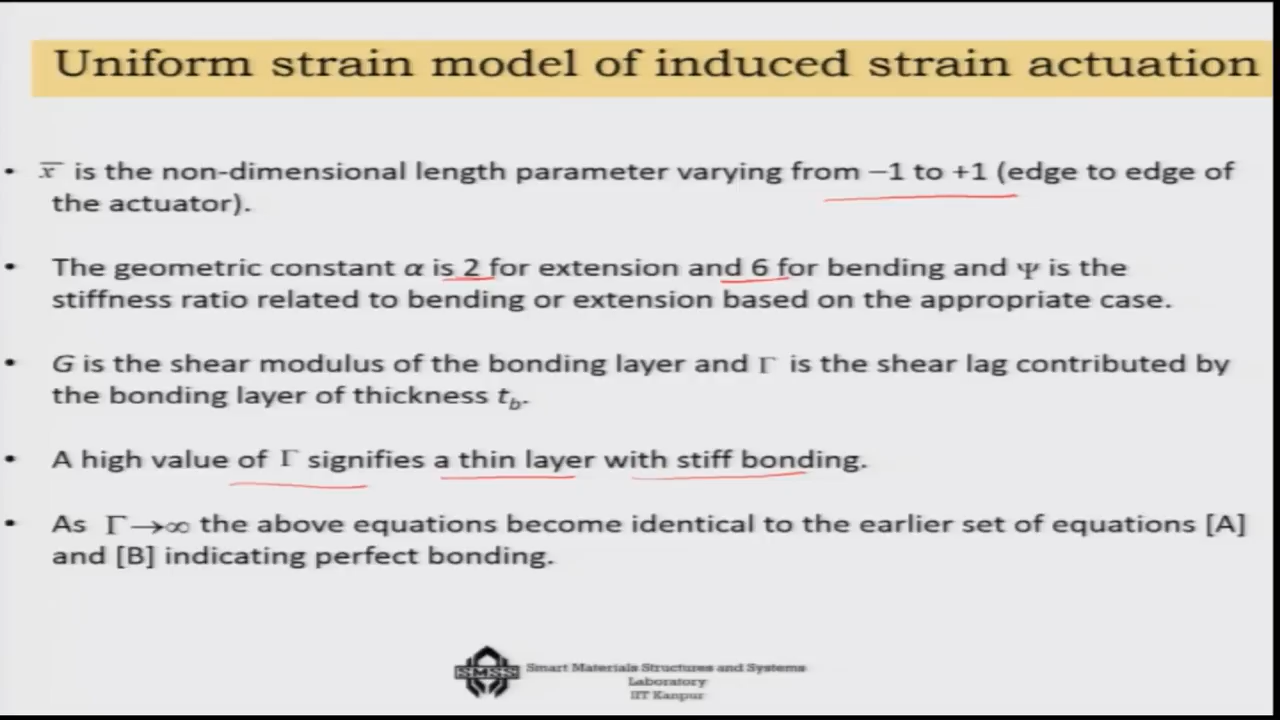 Uniform strain model of induced strain actuation
• x̅ is the non-dimensional length parameter varying from −1 to +1 (edge to edge of
the actuator).
• The geometric constant α is 2 for extension and 6 for bending and Ψ is the
stiffness ratio related to bending or extension based on the appropriate case.
• G is the shear modulus of the bonding layer and Γ is the shear lag contributed by
the bonding layer of thickness t_b.
• A high value of Γ signifies a thin layer with stiff bonding.
• As Γ→∞ the above equations become identical to the earlier set of equations [A]
and [B] indicating perfect bonding.
SMSS
Smart Materials Structures and Systems
Laboratory
IIT Kanpur